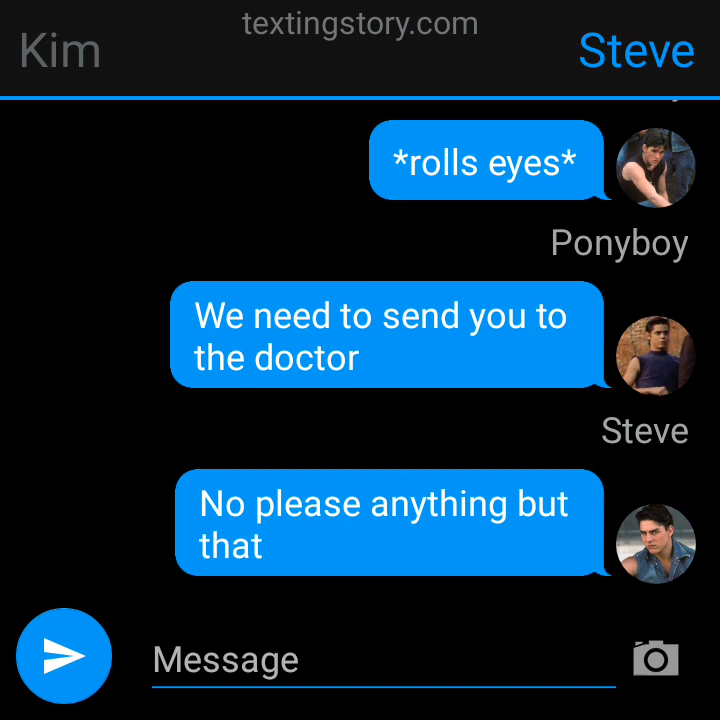 textingstory.com
Kim
Steve
*rolls eyes*
Ponyboy
We need to send you to
the doctor
Steve
No please anything but
that
Message